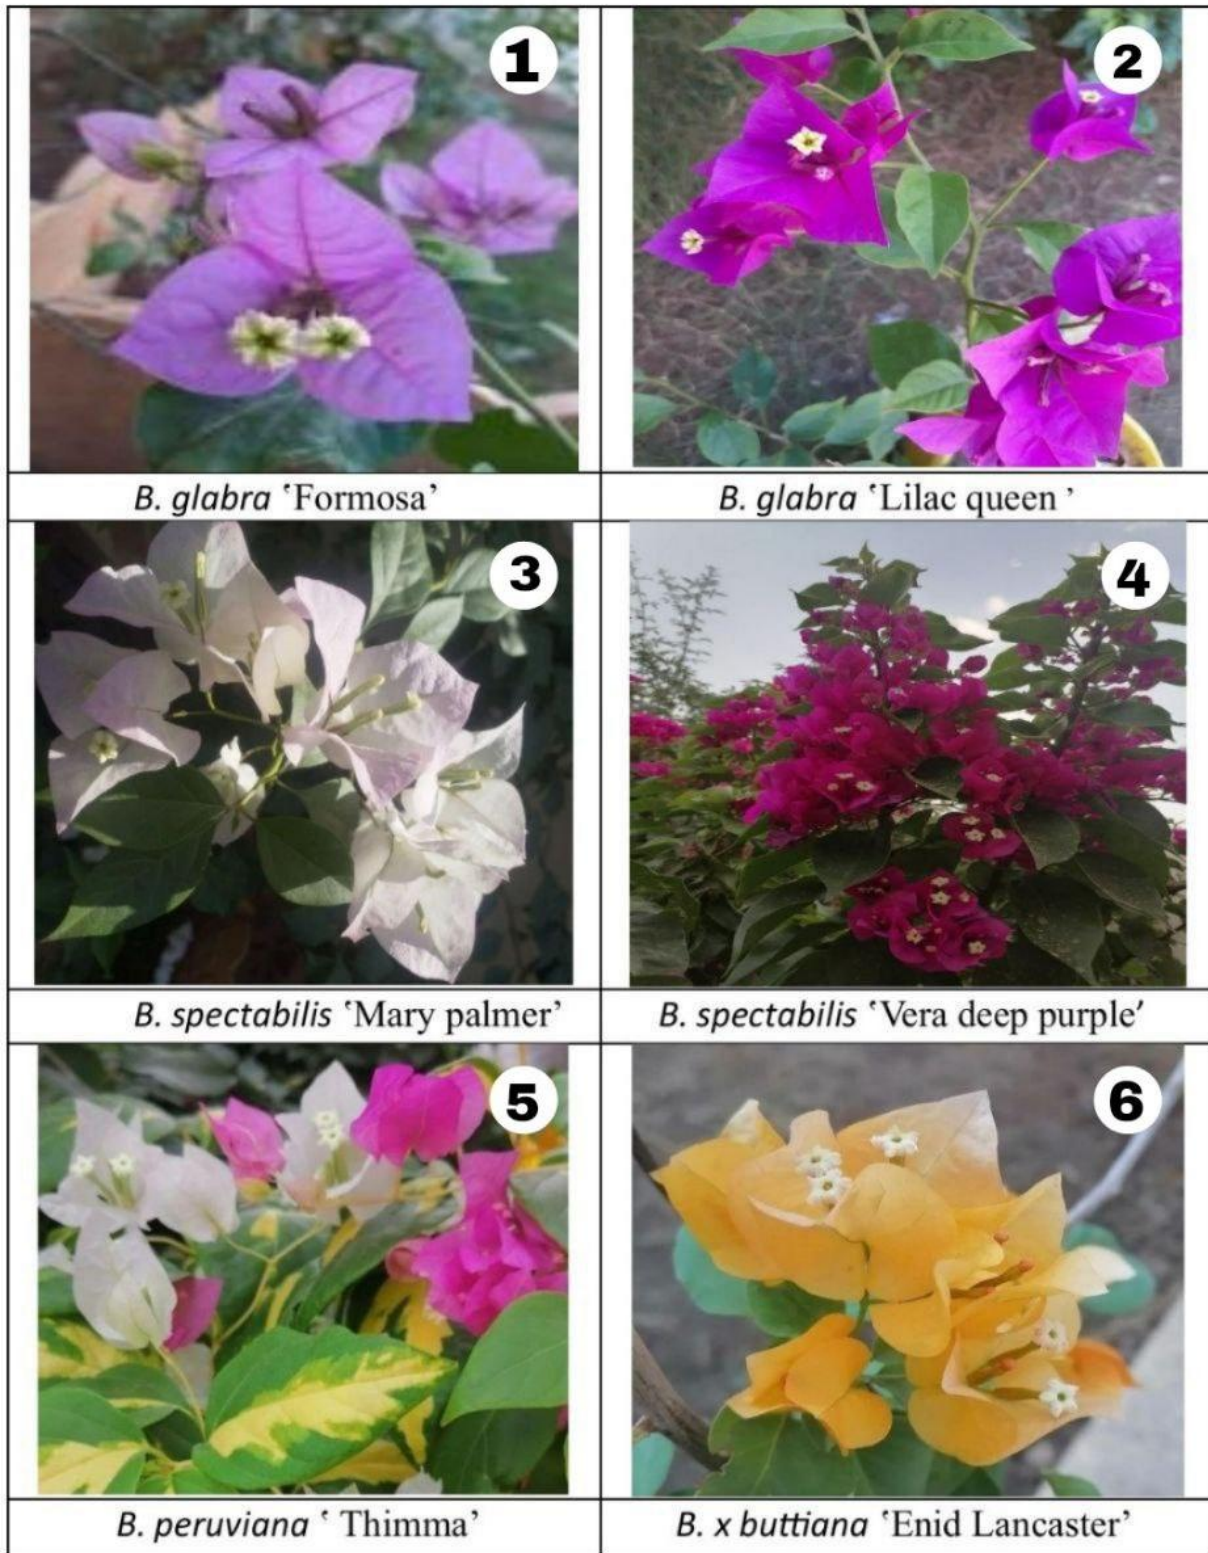 1
2
B. glabra ‘Formosa’
B. glabra ‘Lilac queen ’
3
4
B. spectabilis ‘Mary palmer’
B. spectabilis ‘Vera deep purple’
5
6
B. peruviana ‘ Thimma’
B. x buttiana ‘Enid Lancaster’